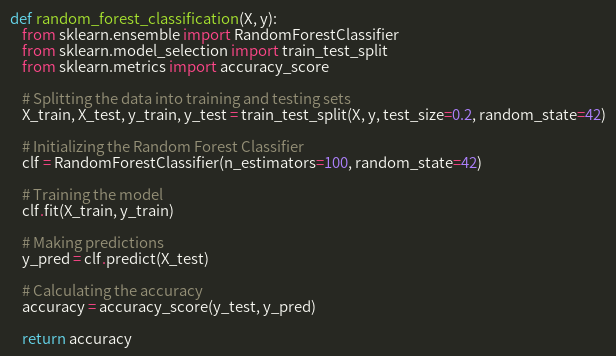 def random_forest_classification(X, y):
    from sklearn.ensemble import RandomForestClassifier
    from sklearn.model_selection import train_test_split
    from sklearn.metrics import accuracy_score

    # Splitting the data into training and testing sets
    X_train, X_test, y_train, y_test = train_test_split(X, y, test_size=0.2, random_state=42)

    # Initializing the Random Forest Classifier
    clf = RandomForestClassifier(n_estimators=100, random_state=42)

    # Training the model
    clf.fit(X_train, y_train)

    # Making predictions
    y_pred = clf.predict(X_test)

    # Calculating the accuracy
    accuracy = accuracy_score(y_test, y_pred)

    return accuracy